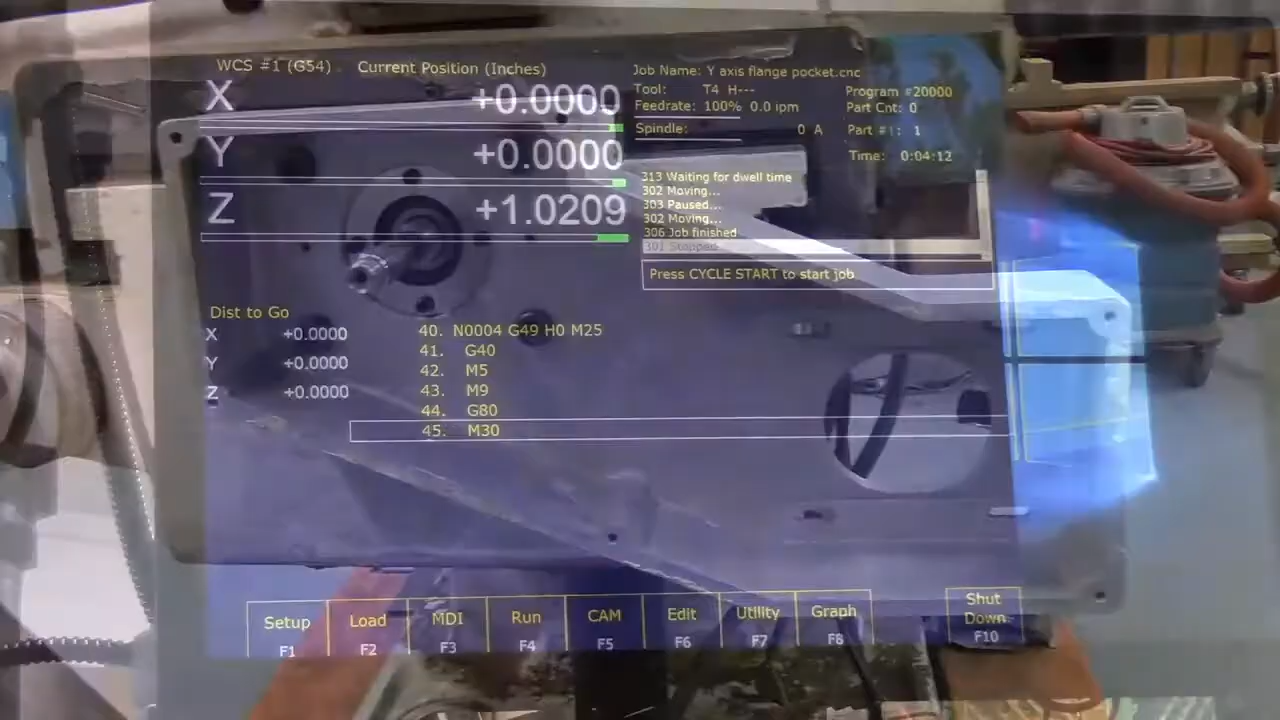 WCS #1 (G54) Current Position (Inches)
X +0.0000
Y +0.0000
Z +1.0209
Job Name: Y axis flange pocket.cnc
Tool: T4 H---
Feedrate: 100% 0.0 ipm
Spindle: 0 A
Program #20000
Part Cnt: 0
Part #1: 1
Time: 0:04:12
313 Waiting for dwell time
302 Moving...
303 Paused...
302 Moving...
306 Job finished
301 Stopped
Press CYCLE START to start job
Dist to Go
X +0.0000
Y +0.0000
Z +0.0000
40. N0004 G49 H0 M25
41. G40
42. M5
43. M9
44. G80
45. M30
Setup F1
Load F2
MDI F3
Run F4
CAM F5
Edit F6
Utility F7
Graph F8
Shut Down F10